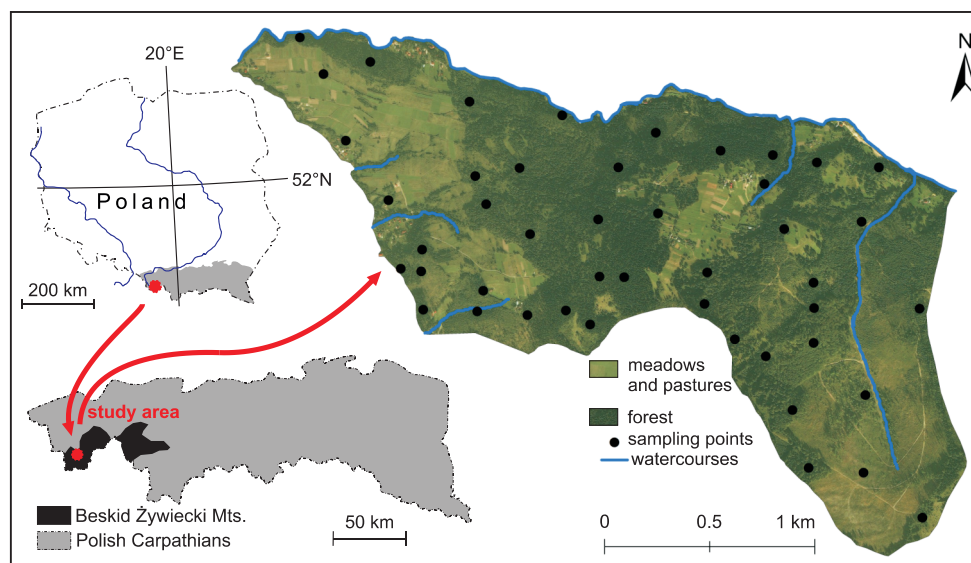 20°E
52°N
Poland
200 km
study area
Beskid Żywiecki Mts.
Polish Carpathians
50 km
N
meadows
and pastures
forest
sampling points
watercourses
0 0.5 1 km